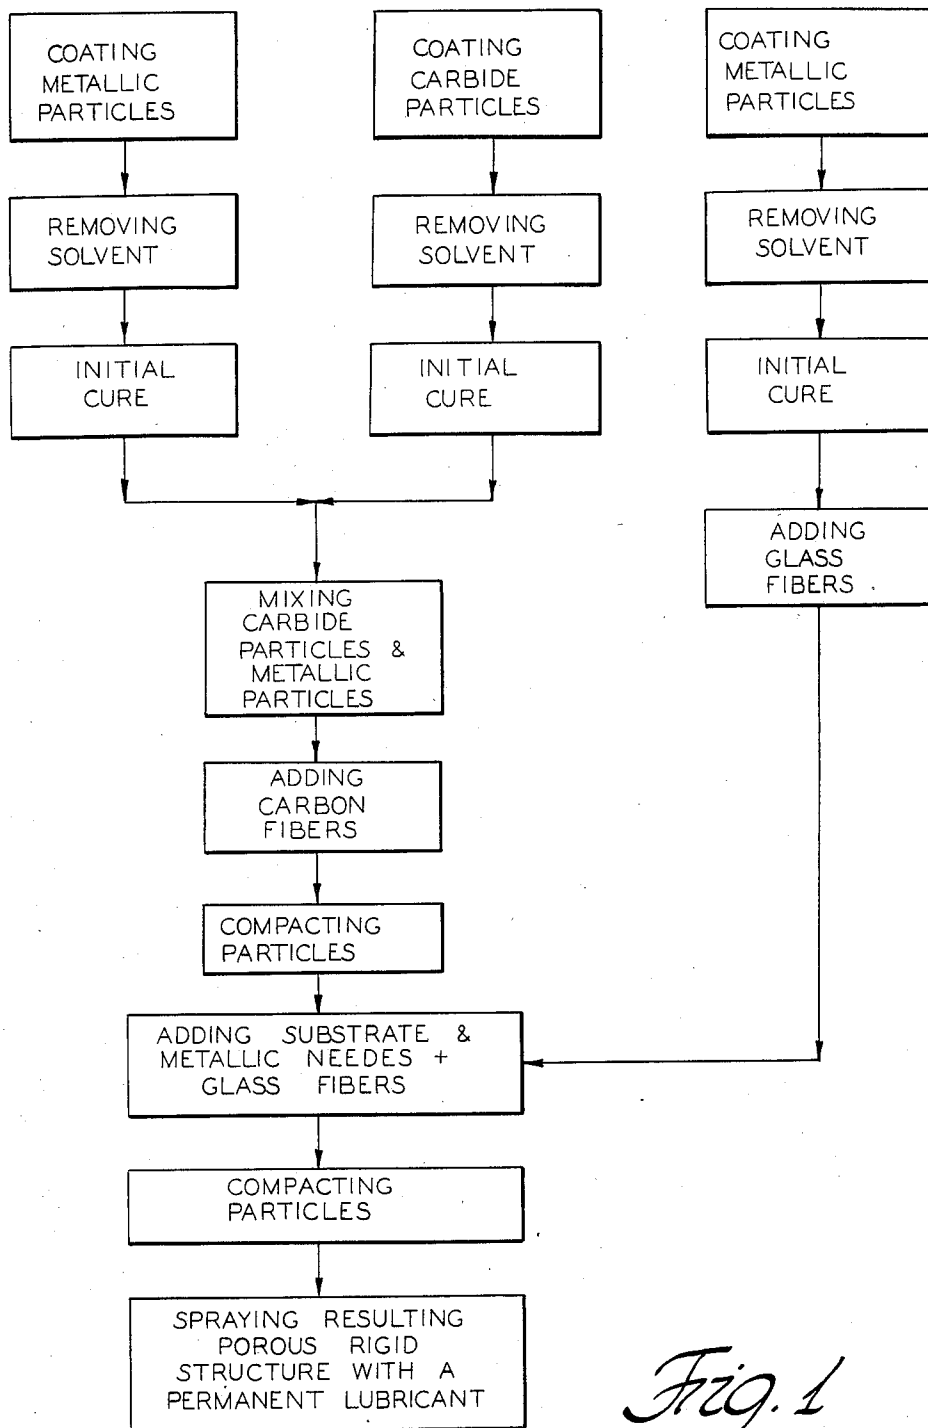 COATING
METALLIC
PARTICLES
COATING
CARBIDE
PARTICLES
COATING
METALLIC
PARTICLES
REMOVING
SOLVENT
REMOVING
SOLVENT
REMOVING
SOLVENT
INITIAL
CURE
INITIAL
CURE
INITIAL
CURE
ADDING
GLASS
FIBERS
MIXING
CARBIDE
PARTICLES &
METALLIC
PARTICLES
ADDING
CARBON
FIBERS
COMPACTING
PARTICLES
ADDING SUBSTRATE &
METALLIC NEEDES +
GLASS FIBERS
COMPACTING
PARTICLES
SPRAYING RESULTING
POROUS RIGID
STRUCTURE WITH A
PERMANENT LUBRICANT
Fig. 1